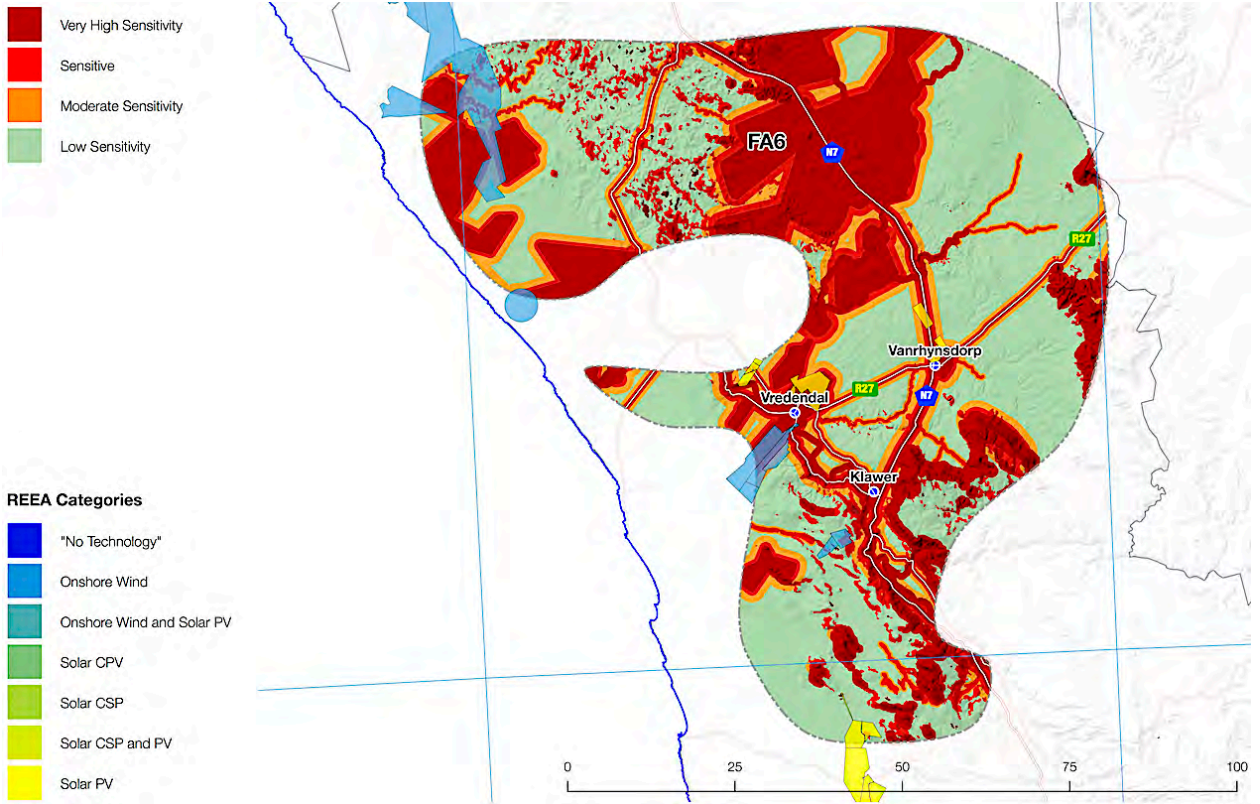 Very High Sensitivity
Sensitive
Moderate Sensitivity
Low Sensitivity
FA6
N7
R27
Vanrhynsdorp
R27
N7
Vredendal
Klawer
REEA Categories
"No Technology"
Onshore Wind
Onshore Wind and Solar PV
Solar CPV
Solar CSP
Solar CSP and PV
Solar PV
0 25 50 75 100